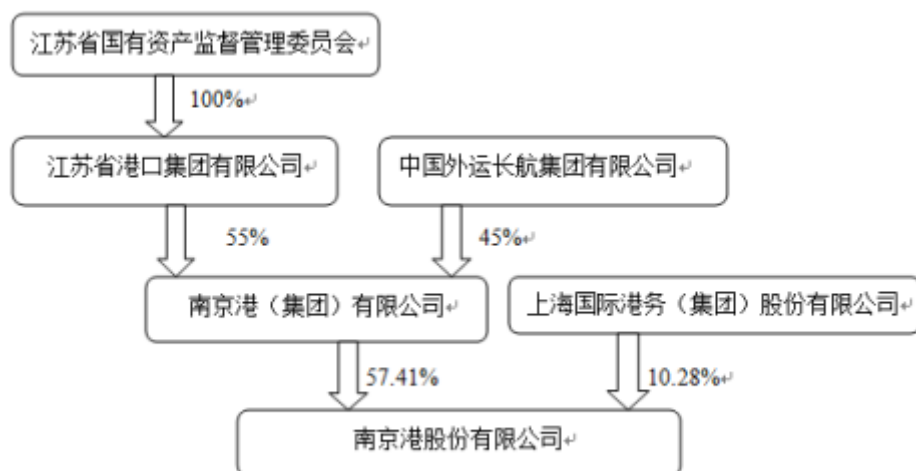 江苏省国有资产监督管理委员会
100%
江苏省港口集团有限公司
中国外运长航集团有限公司
55%
45%
南京港（集团）有限公司
上海国际港务（集团）股份有限公司
57.41%
10.28%
南京港股份有限公司